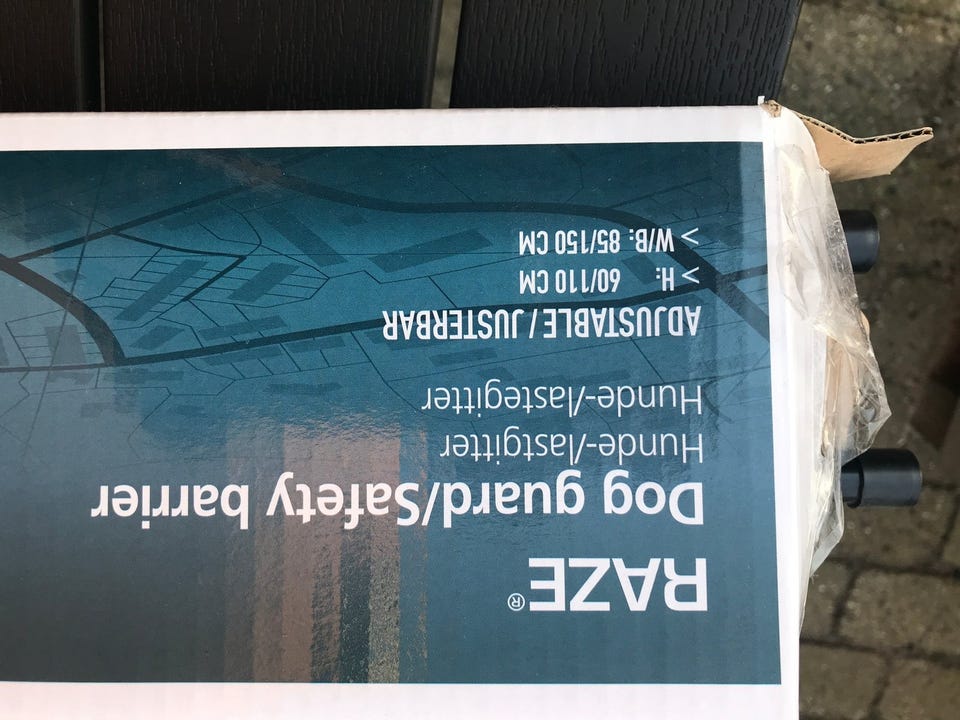 RAZE®
Dog guard/Safety barrier
Hunde-/lastgitter
Hunde-/lastegitter
ADJUSTABLE / JUSTERBAR
> H: 60/110 CM
> W/B: 85/150 CM